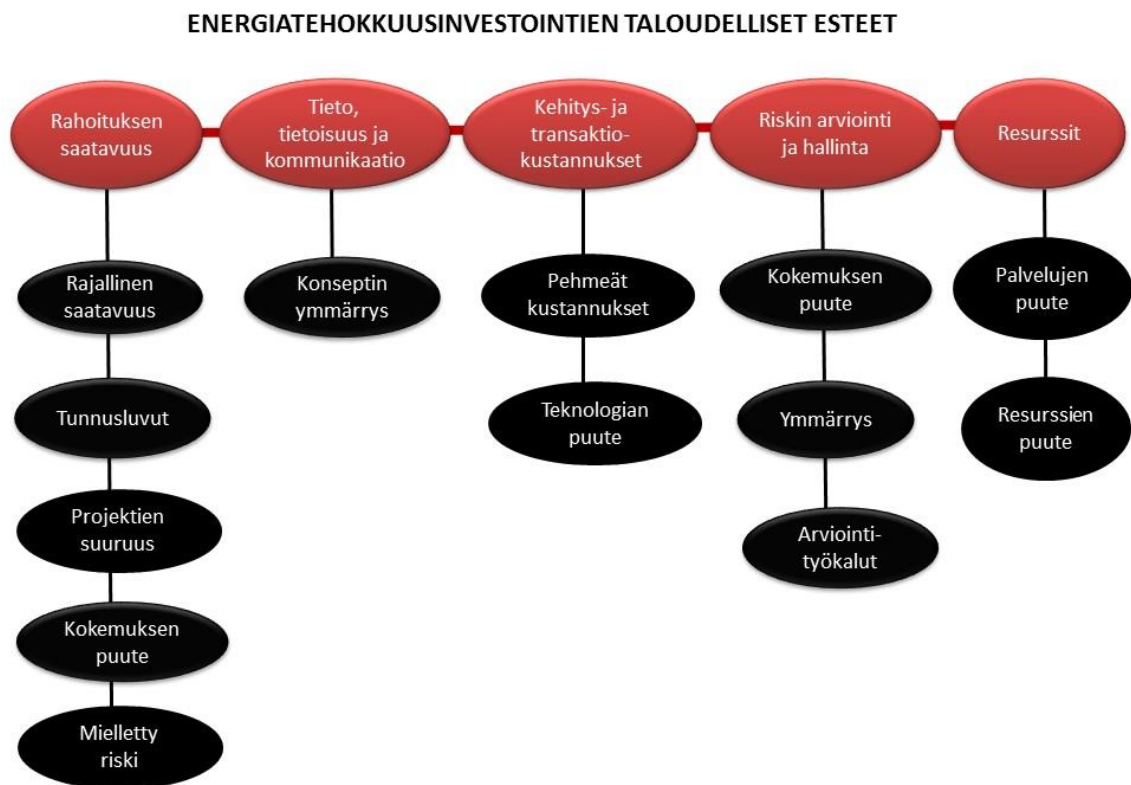 ENERGIATEHOKKUUSINVESTOINTIEN TALOUDELLISET ESTEET
Rahoituksen
saatavuus
Tieto,
tietoisuus ja
kommunikaatio
Kehitys- ja
transaktio-
kustannukset
Riskin arviointi
ja hallinta
Resurssit
Rajallinen
saatavuus
Tunnusluvut
Projektien
suuruus
Kokemuksen
puute
Mielletty
riski
Konseptin
ymmärrys
Pehmeät
kustannukset
Teknologian
puute
Kokemuksen
puute
Ymmärrys
Arviointi-
työkalut
Palvelujen
puute
Resurssien
puute